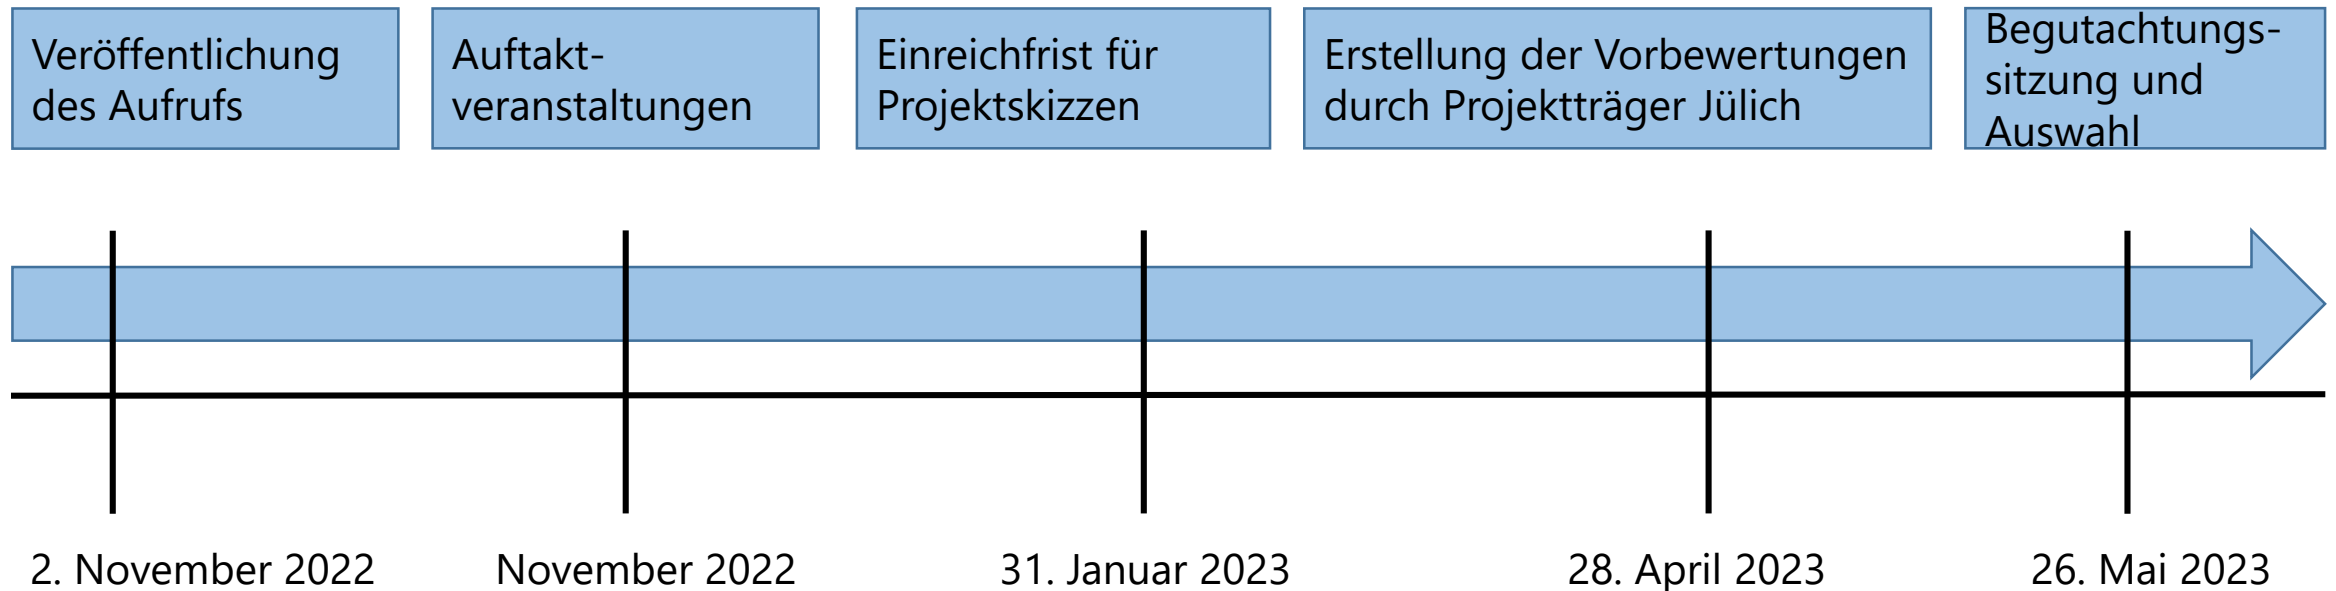 Veröffentlichung
des Aufrufs
Auftakt-
veranstaltungen
Einreichfrist für
Projektskizzen
Erstellung der Vorbewertungen
durch Projektträger Jülich
Begutachtungs-
sitzung und
Auswahl
2. November 2022
November 2022
31. Januar 2023
28. April 2023
26. Mai 2023